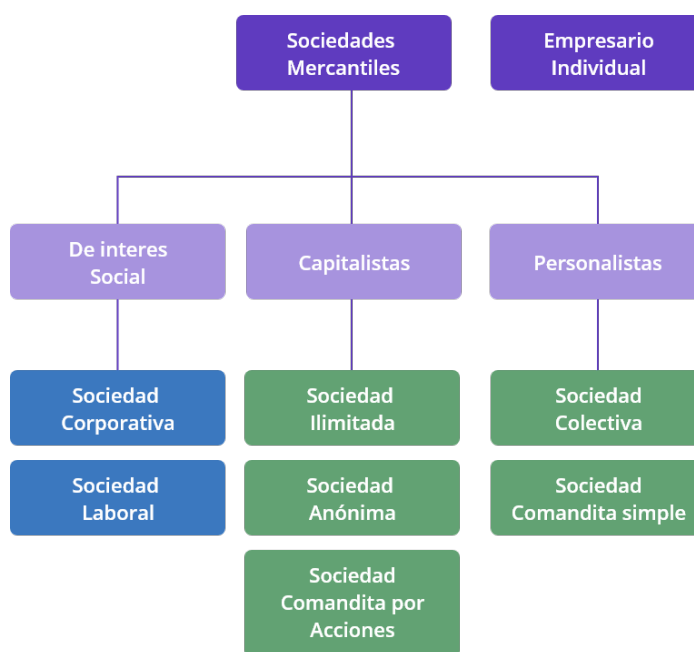 Sociedades
Mercantiles
Empresario
Individual
De interes
Social
Capitalistas
Personalistas
Sociedad
Corporativa
Sociedad
Ilimitada
Sociedad
Colectiva
Sociedad
Laboral
Sociedad
Anónima
Sociedad
Comandita simple
Sociedad
Comandita por
Acciones